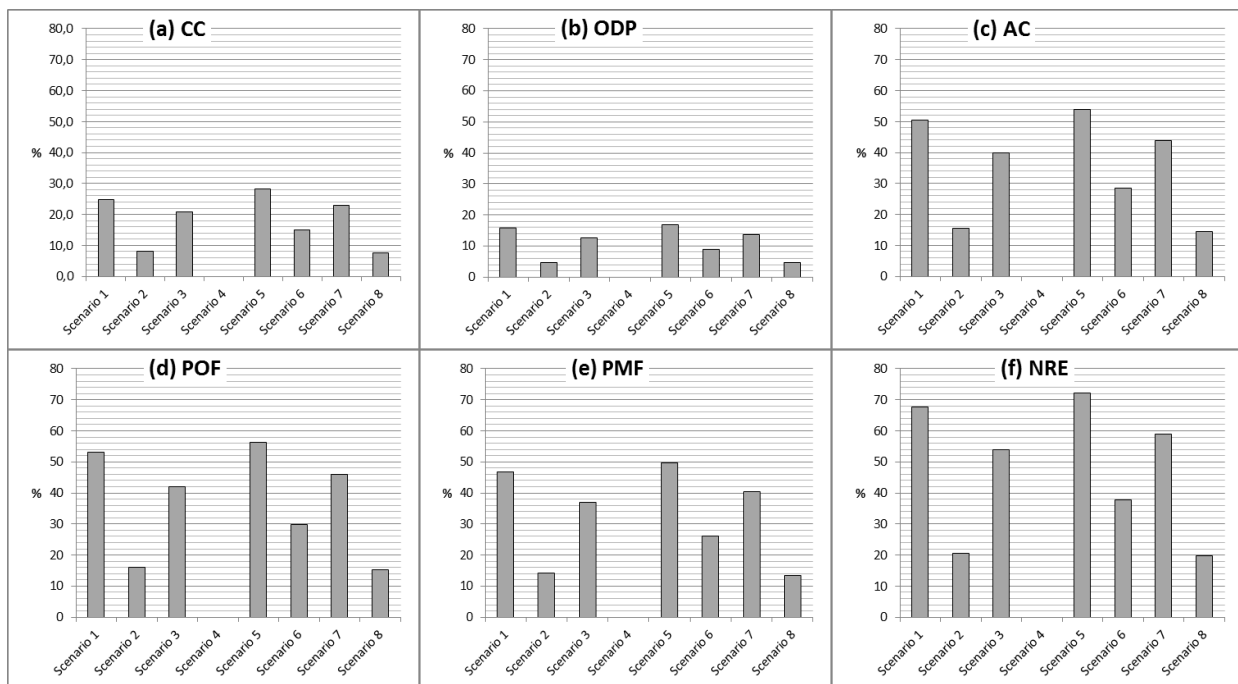 (a) CC
80,0
70,0
60,0
50,0
%
40,0
30,0
20,0
10,0
0,0
Scenario 1
Scenario 2
Scenario 3
Scenario 4
Scenario 5
Scenario 6
Scenario 7
Scenario 8
(b) ODP
80
70
60
50
%
40
30
20
10
0
Scenario 1
Scenario 2
Scenario 3
Scenario 4
Scenario 5
Scenario 6
Scenario 7
Scenario 8
(c) AC
80
70
60
50
%
40
30
20
10
0
Scenario 1
Scenario 2
Scenario 3
Scenario 4
Scenario 5
Scenario 6
Scenario 7
Scenario 8
(d) POF
80
70
60
50
%
40
30
20
10
0
Scenario 1
Scenario 2
Scenario 3
Scenario 4
Scenario 5
Scenario 6
Scenario 7
Scenario 8
(e) PMF
80
70
60
50
%
40
30
20
10
0
Scenario 1
Scenario 2
Scenario 3
Scenario 4
Scenario 5
Scenario 6
Scenario 7
Scenario 8
(f) NRE
80
70
60
50
%
40
30
20
10
0
Scenario 1
Scenario 2
Scenario 3
Scenario 4
Scenario 5
Scenario 6
Scenario 7
Scenario 8